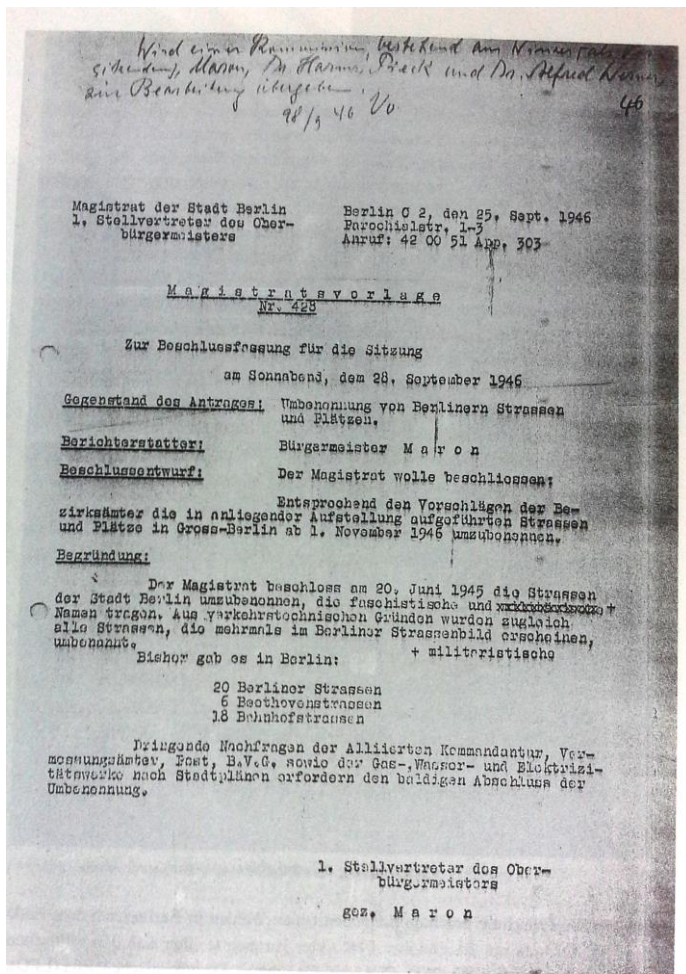 Wird einer Kommission, bestehend aus
Maron, Dr. Harms, Pieck und Dr. Alfred Werner,
zur Bearbeitung übergeben.
28/9 46
46
Magistrat der Stadt Berlin
1. Stellvertreter des Ober-
bürgermeisters
Berlin C 2, den 25. Sept. 1946
Parochialstr. 1-3
Anruf: 42 00 51 App. 303
Magistratsvorlage
Nr. 428
Zur Beschlussfassung für die Sitzung
am Sonnabend, dem 28. September 1946
Gegenstand des Antrages: Umbenennung von Berlinern Strassen
und Plätzen.
Berichterstatter: Bürgermeister Maron
Beschlussentwurf: Der Magistrat wolle beschliessen:
Entsprechend den Vorschlägen der Be-
zirksämter die in anliegender Aufstellung aufgeführten Strassen
und Plätze in Gross-Berlin ab 1. November 1946 umzubenennen.
Begründung:
Der Magistrat beschloss am 20. Juni 1945 die Strassen
der Stadt Berlin umzubenennen, die faschistische und +
Namen tragen. Aus verkehrstechnischen Gründen wurden zugleich
alle Strassen, die mehrmals im Berliner Strassenbild erscheinen,
umbenannt.
+ militaristische
Bisher gab es in Berlin:
20 Berliner Strassen
6 Beethovenstrassen
18 Bahnhofstrassen
Dringende Nachfragen der Alliierten Kommandantur, Ver-
messungsämter, Post, B.V.G. sowie der Gas-, Wasser- und Elektrizi-
tätswerke nach Stadtplänen erfordern den baldigen Abschluss der
Umbenennung.
1. Stellvertreter des Ober-
bürgermeisters
gez. Maron